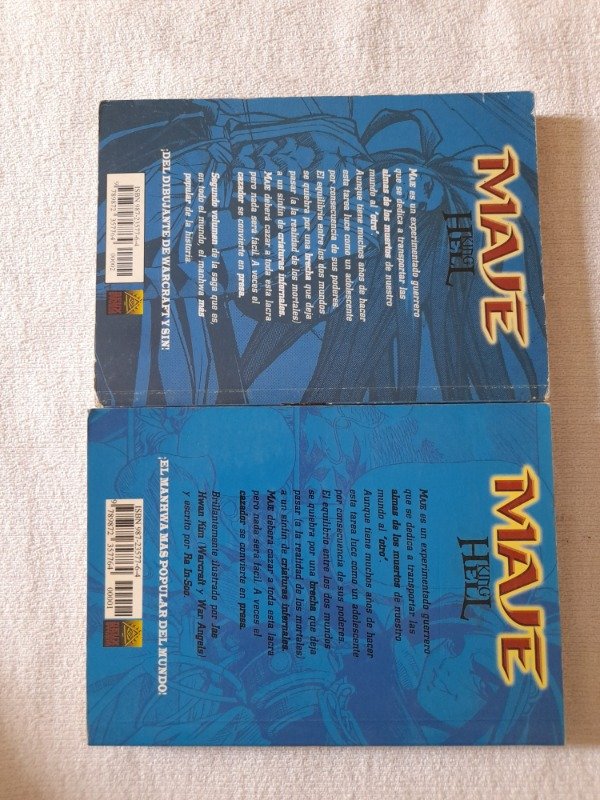 MAJE
KING
HELL
MAJE es un experimentado guerrero
que se dedica a transportar las
almas de los muertos de nuestro
mundo al "otro".
Aunque tiene muchos años de hacer
esta tarea luce como un adolescente
por consecuencia de sus poderes.
El equilibrio entre los dos mundos
se quiebra por una brecha que deja
pasar (a la realidad de los mortales)
a un sinfín de criaturas infernales.
MAJE deberá cazar a toda esta lacra
pero nada será fácil. A veces el
cazador se convierte en presa.
Segundo volumen de la saga que es,
en todo el mundo, el manhwa más
popular de la historia
¡DEL DIBUJANTE DE WARCRAFT Y SIN!
00002
MAJE
KING
HELL
MAJE es un experimentado guerrero
que se dedica a transportar las
almas de los muertos de nuestro
mundo al "otro".
Aunque tiene muchos años de hacer
esta tarea luce como un adolescente
por consecuencia de sus poderes.
El equilibrio entre los dos mundos
se quiebra por una brecha que deja
pasar (a la realidad de los mortales)
a un sinfín de criaturas infernales.
MAJE deberá cazar a toda esta lacra
pero nada será fácil. A veces el
cazador se convierte en presa.
Brillantemente ilustrado por Jae
Hwan Kim (Warcraft y War Angels)
y escrito por Ra In-Soo.
¡EL MANHWA MAS POPULAR DEL MUNDO!
00001